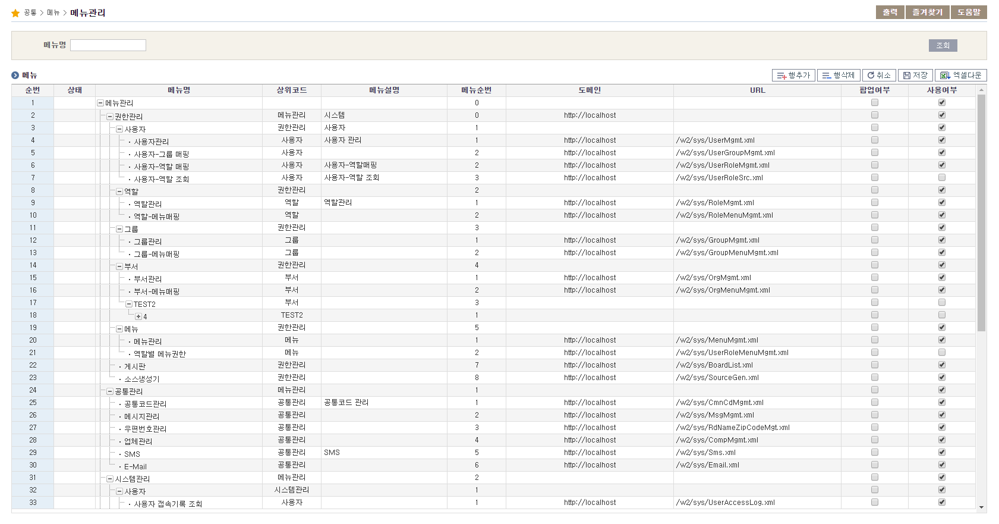 공통 > 메뉴 > 메뉴관리 출력 즐겨찾기 도움말
메뉴명 조회
메뉴 행추가 행삭제 취소 저장 엑셀다운
순번 상태 메뉴명 상위코드 메뉴설명 메뉴순번 도메인 URL 팝업여부 사용여부
1 메뉴관리 0
2 권한관리 메뉴관리 시스템 0 http://localhost
3 사용자 권한관리 사용자 1
4 사용자관리 사용자 사용자 관리 1 http://localhost /w2/sys/UserMgmt.xml
5 사용자-그룹 매핑 사용자 2 http://localhost /w2/sys/UserGroupMgmt.xml
6 사용자-역할 매핑 사용자 사용자-역할매핑 2 http://localhost /w2/sys/UserRoleMgmt.xml
7 사용자-역할 조회 사용자 사용자-역할 조회 3 http://localhost /w2/sys/UserRoleSrc.xml
8 역할 권한관리 2
9 역할관리 역할 역할관리 1 http://localhost /w2/sys/RoleMgmt.xml
10 역할-메뉴매핑 역할 2 http://localhost /w2/sys/RoleMenuMgmt.xml
11 그룹 권한관리 3
12 그룹관리 그룹 1 http://localhost /w2/sys/GroupMgmt.xml
13 그룹-메뉴매핑 그룹 2 http://localhost /w2/sys/GroupMenuMgmt.xml
14 부서 권한관리 4
15 부서관리 부서 1 http://localhost /w2/sys/OrgMgmt.xml
16 부서-메뉴매핑 부서 2 http://localhost /w2/sys/OrgMenuMgmt.xml
17 TEST2 부서 3
18 4 TEST2 1
19 메뉴 권한관리 5
20 메뉴관리 메뉴 1 http://localhost /w2/sys/MenuMgmt.xml
21 역할별 메뉴권한 메뉴 2 http://localhost /w2/sys/UserRoleMenuMgmt.xml
22 게시판 권한관리 7 http://localhost /w2/sys/BoardList.xml
23 소스생성기 권한관리 8 http://localhost /w2/sys/SourceGen.xml
24 공통관리 메뉴관리 1
25 공통코드관리 공통관리 공통코드 관리 1 http://localhost /w2/sys/CmnCdMgmt.xml
26 메시지관리 공통관리 2 http://localhost /w2/sys/MsgMgmt.xml
27 우편번호관리 공통관리 3 http://localhost /w2/sys/RdNameZipCodeMgt.xml
28 업체관리 공통관리 4 http://localhost /w2/sys/CompMgmt.xml
29 SMS 공통관리 SMS 5 http://localhost /w2/sys/Sms.xml
30 E-Mail 공통관리 6 http://localhost /w2/sys/Email.xml
31 시스템관리 메뉴관리 2
32 사용자 시스템관리 1
33 사용자 접속기록 조회 사용자 1 http://localhost /w2/sys/UserAccessLog.xml